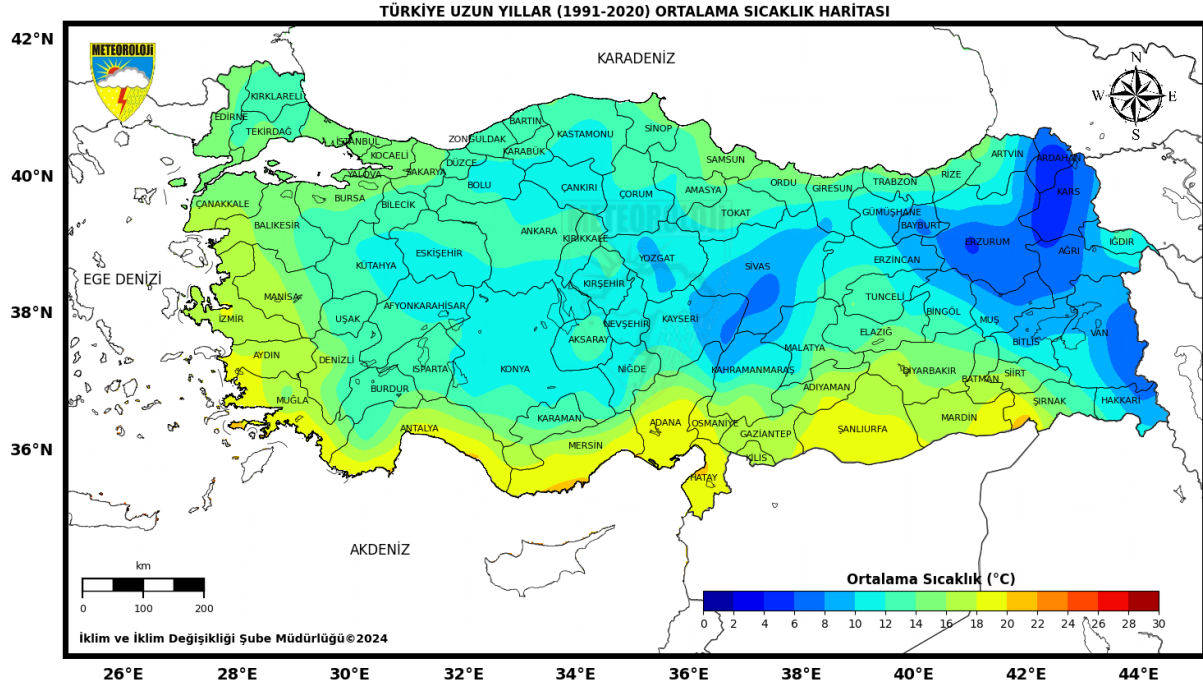 TÜRKİYE UZUN YILLAR (1991-2020) ORTALAMA SICAKLIK HARİTASI
42°N
40°N
38°N
36°N
METEOROLOJİ
KARADENİZ
N
W
E
S
EGE DENİZİ
AKDENİZ
METEOROLOJİ
KIRKLARELİ
EDİRNE
TEKİRDAĞ
İSTANBUL
KOCAELİ
YALOVA
SAKARYA
DÜZCE
ZONGULDAK
BARTIN
KARABÜK
KASTAMONU
SİNOP
BOLU
ÇANKIRI
ÇORUM
SAMSUN
AMASYA
TOKAT
ORDU
GİRESUN
TRABZON
RİZE
ARTVİN
ARDAHAN
KARS
GÜMÜŞHANE
BAYBURT
ERZURUM
AĞRI
IĞDIR
ERZİNCAN
ÇANAKKALE
BURSA
BİLECİK
BALIKESİR
ESKİŞEHİR
KÜTAHYA
ANKARA
KIRIKKALE
YOZGAT
SİVAS
KIRŞEHİR
TUNCELİ
BİNGÖL
MUŞ
BİTLİS
VAN
MANİSA
İZMİR
UŞAK
AFYONKARAHİSAR
AKSARAY
NEVŞEHİR
KAYSERİ
ELAZIĞ
MALATYA
AYDIN
DENİZLİ
ISPARTA
BURDUR
KONYA
NİĞDE
KAHRAMANMARAŞ
ADIYAMAN
DİYARBAKIR
BATMAN
SİİRT
ŞIRNAK
HAKKARİ
MUĞLA
ANTALYA
KARAMAN
MERSİN
ADANA
OSMANİYE
GAZİANTEP
KİLİS
HATAY
ŞANLIURFA
MARDİN
km
0 100 200
İklim ve İklim Değişikliği Şube Müdürlüğü©2024
Ortalama Sıcaklık (°C)
0 2 4 6 8 10 12 14 16 18 20 22 24 26 28 30
26°E 28°E 30°E 32°E 34°E 36°E 38°E 40°E 42°E 44°E